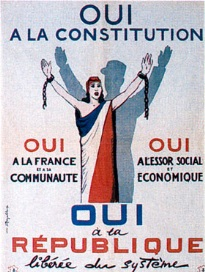 OUI
A LA CONSTITUTION
OUI
A LA FRANCE
ET A LA
COMMUNAUTE
OUI
A L'ESSOR SOCIAL
ET
ECONOMIQUE
OUI
à la
RÉPUBLIQUE
libérée du système